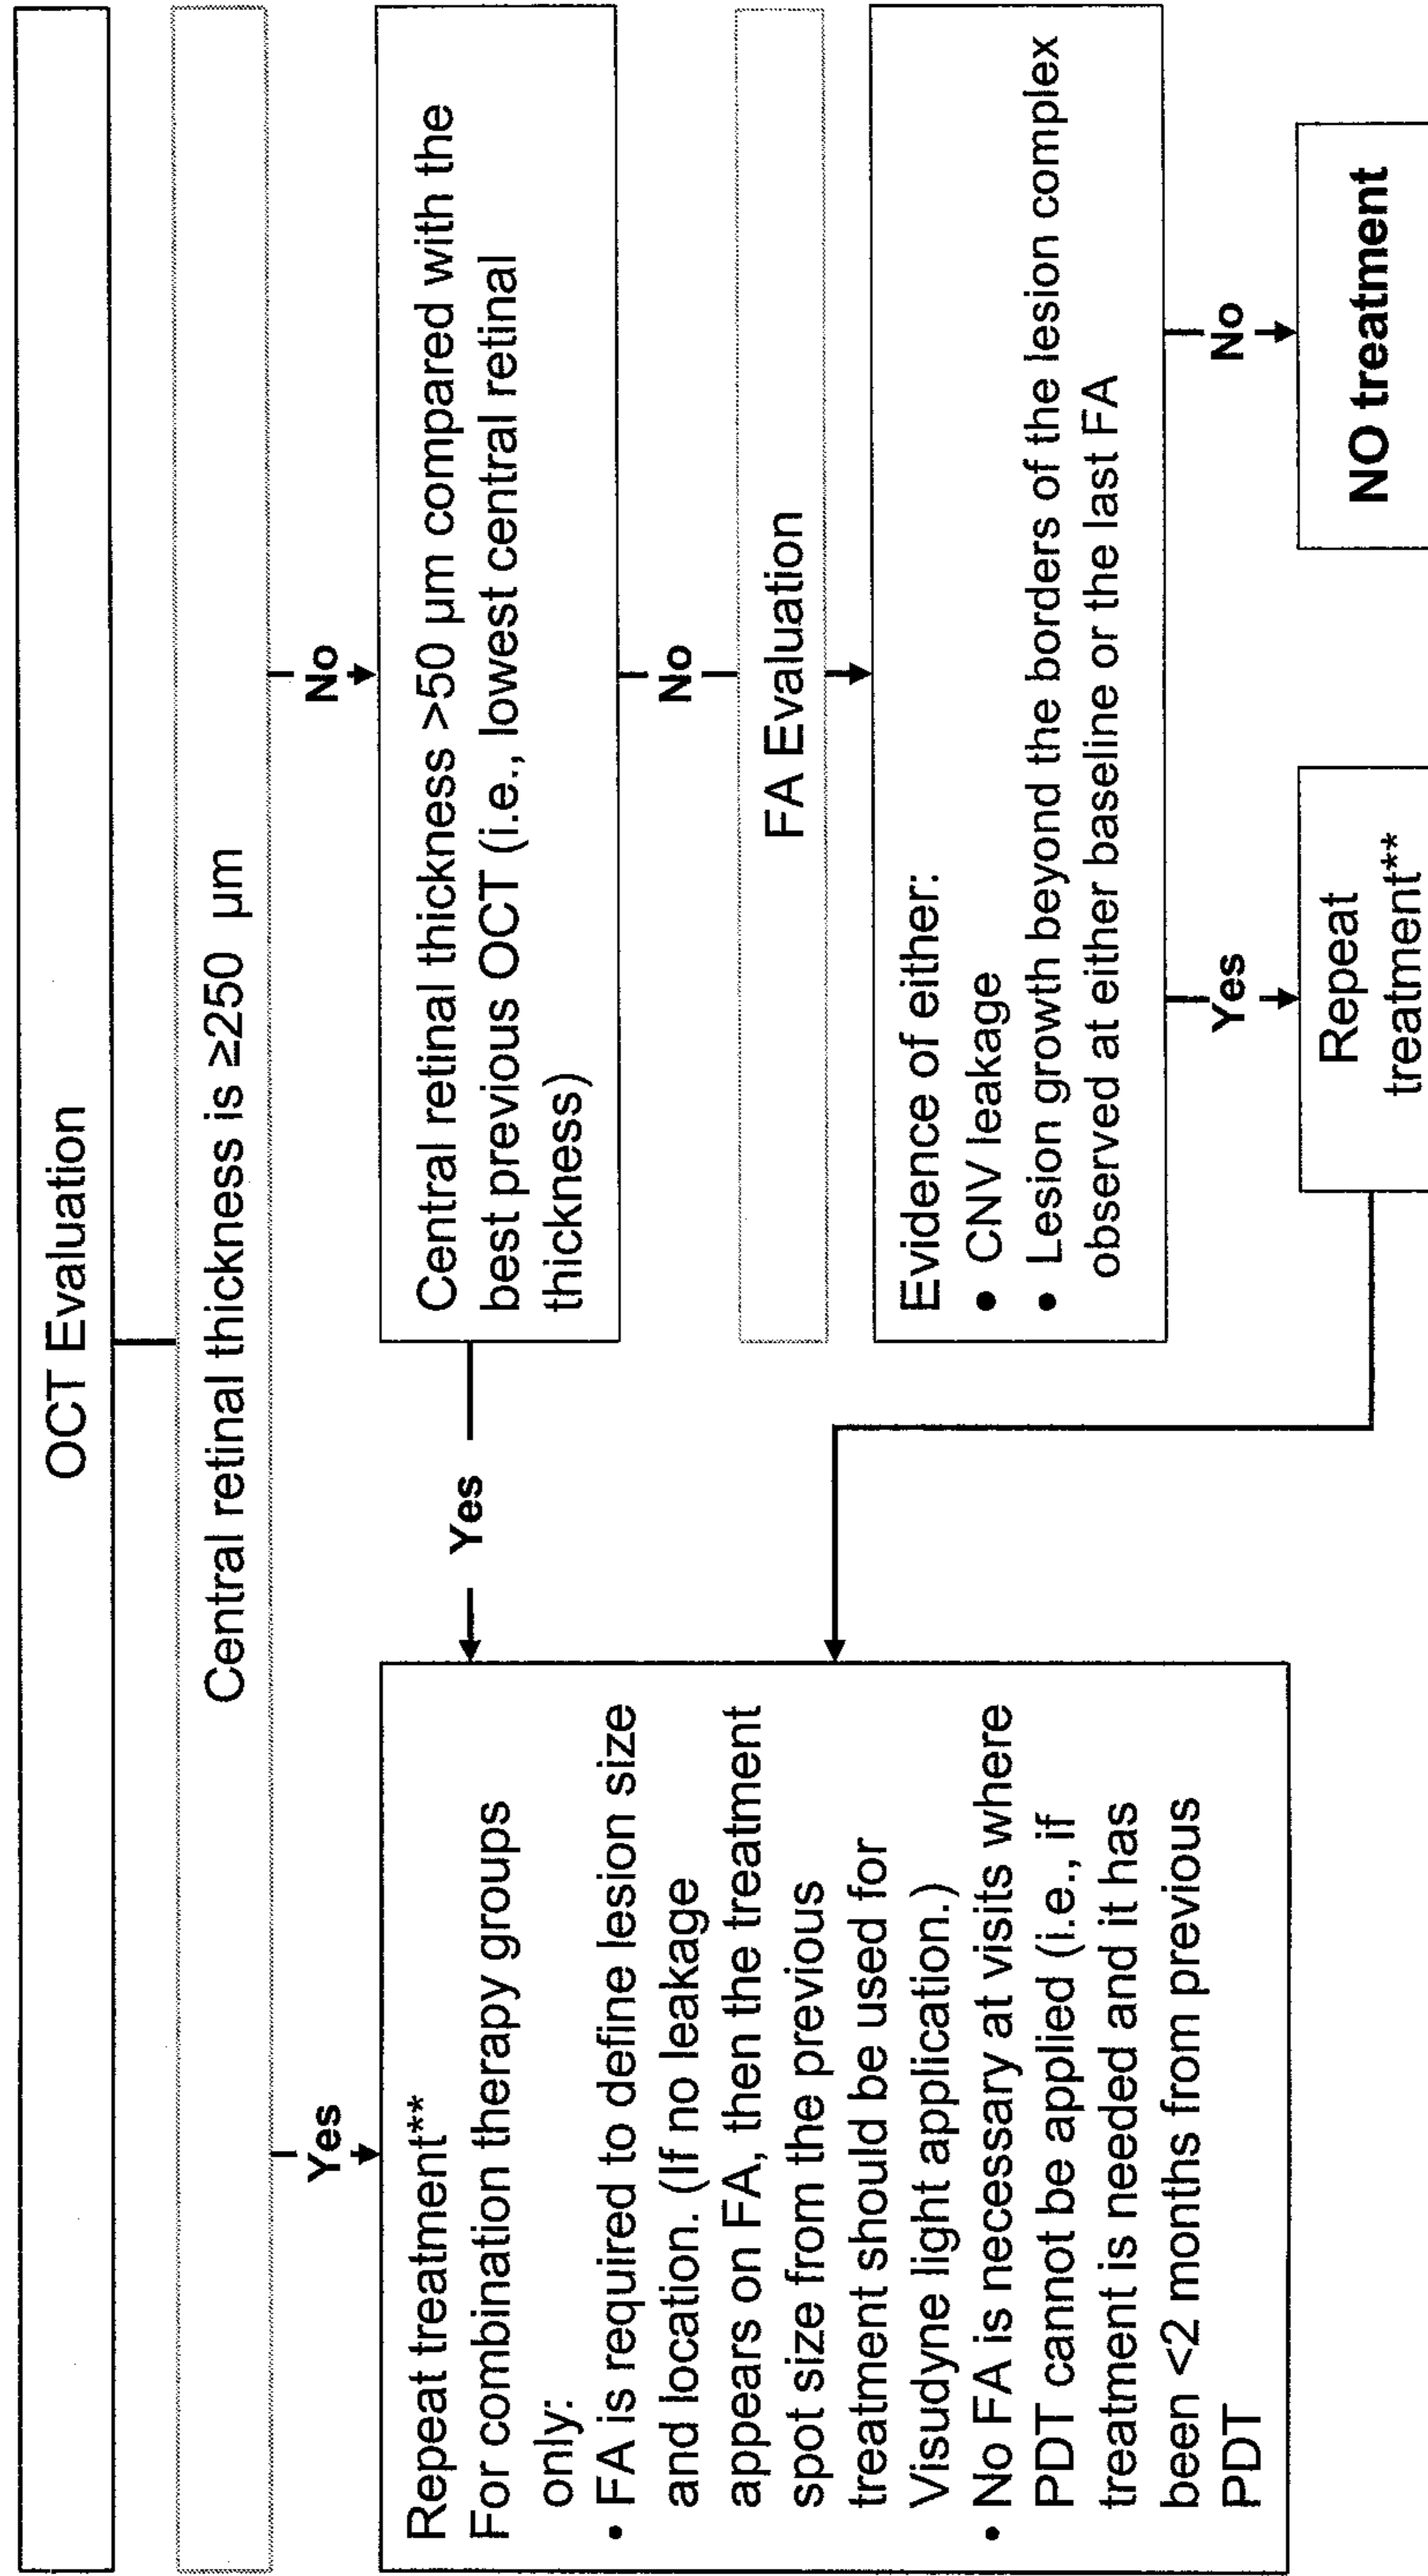 OCT Evaluation
Central retinal thickness is ≥250 µm
Yes
No
Repeat treatment**
For combination therapy groups
only:
• FA is required to define lesion size
and location. (If no leakage
appears on FA, then the treatment
spot size from the previous
treatment should be used for
Visudyne light application.)
• No FA is necessary at visits where
PDT cannot be applied (i.e., if
treatment is needed and it has
been <2 months from previous
PDT
Yes
Central retinal thickness >50 µm compared with the
best previous OCT (i.e., lowest central retinal
thickness)
No
FA Evaluation
Evidence of either:
• CNV leakage
• Lesion growth beyond the borders of the lesion complex
observed at either baseline or the last FA
Yes
No
Repeat
treatment**
NO treatment